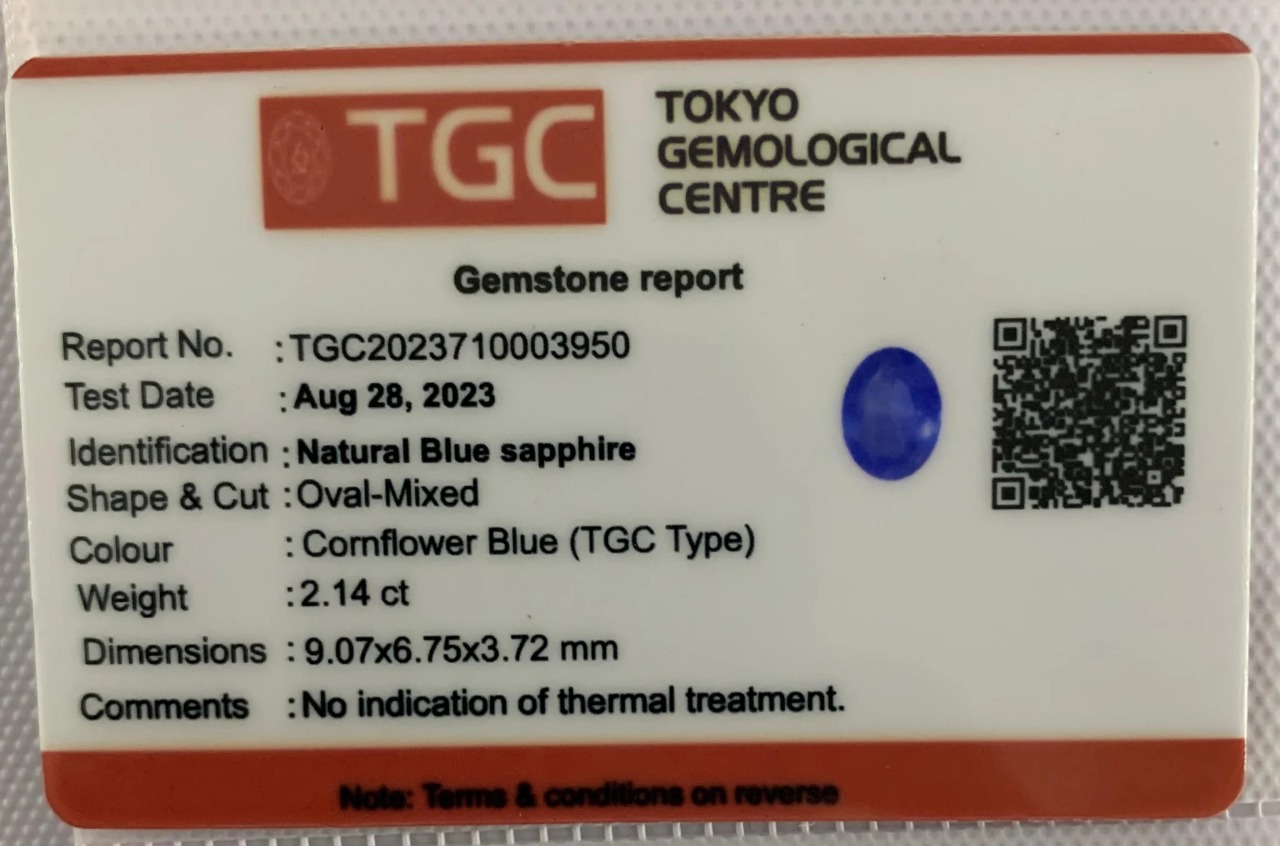 TGC
TOKYO
GEMOLOGICAL
CENTRE
Gemstone report
Report No. :TGC2023710003950
Test Date :Aug 28, 2023
Identification :Natural Blue sapphire
Shape & Cut :Oval-Mixed
Colour : Cornflower Blue (TGC Type)
Weight :2.14 ct
Dimensions : 9.07x6.75x3.72 mm
Comments :No indication of thermal treatment.
Note: Terms & conditions on reverse